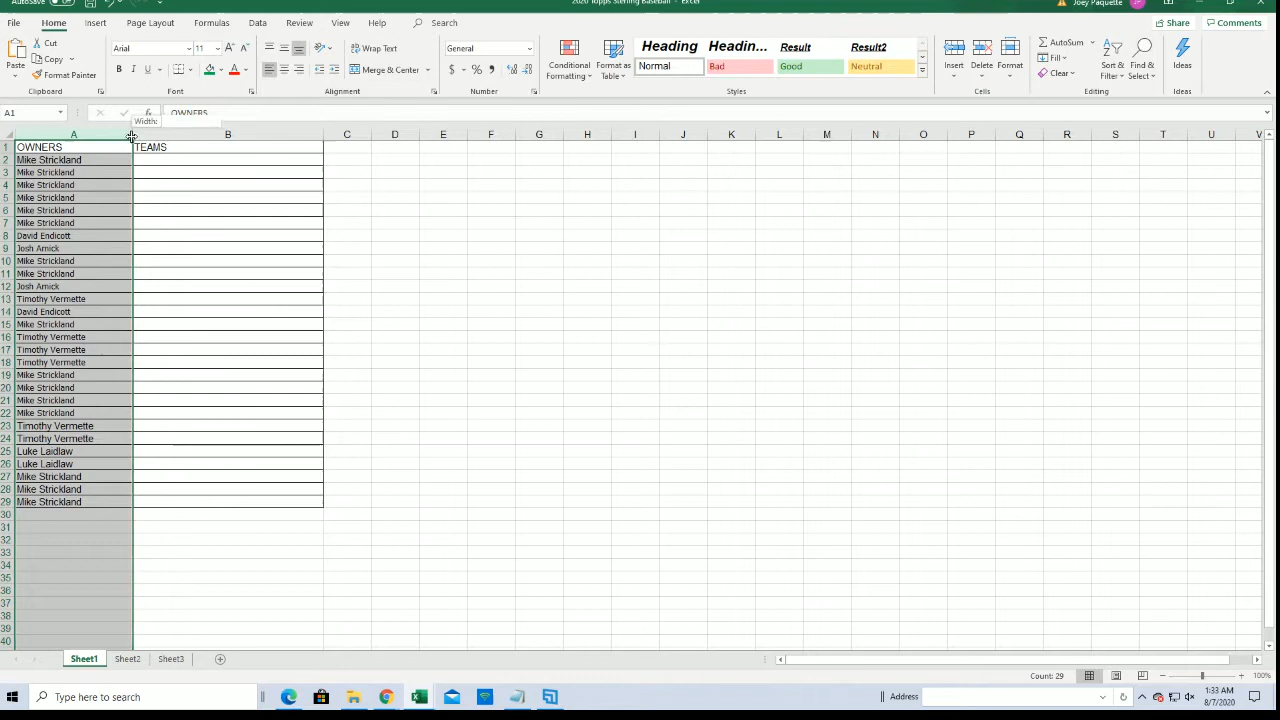 AutoSave Off 2020 Topps Sterling Baseball - Excel Joey Paquette JP
File Home Insert Page Layout Formulas Data Review View Help Search Share Comments
Cut
Copy
Format Painter
Paste
Clipboard
Arial 11
B I
Font
Wrap Text
Merge & Center
Alignment
General
$ %
Number
Conditional Formatting
Format as Table
Heading Headin... Result Result2
Normal Bad Good Neutral
Styles
Insert Delete Format
Cells
AutoSum
Fill
Clear
Sort & Filter
Find & Select
Editing
Ideas
Ideas
A1 fx OWNERS
Width:
A B C D E F G H I J K L M N O P Q R S T U V
1 OWNERS TEAMS
2 Mike Strickland
3 Mike Strickland
4 Mike Strickland
5 Mike Strickland
6 Mike Strickland
7 Mike Strickland
8 David Endicott
9 Josh Amick
10 Mike Strickland
11 Mike Strickland
12 Josh Amick
13 Timothy Vermette
14 David Endicott
15 Mike Strickland
16 Timothy Vermette
17 Timothy Vermette
18 Timothy Vermette
19 Mike Strickland
20 Mike Strickland
21 Mike Strickland
22 Mike Strickland
23 Timothy Vermette
24 Timothy Vermette
25 Luke Laidlaw
26 Luke Laidlaw
27 Mike Strickland
28 Mike Strickland
29 Mike Strickland
30
31
32
33
34
35
36
37
38
39
40
Sheet1 Sheet2 Sheet3
Count: 29 100%
Type here to search Address 1:33 AM
8/7/2020